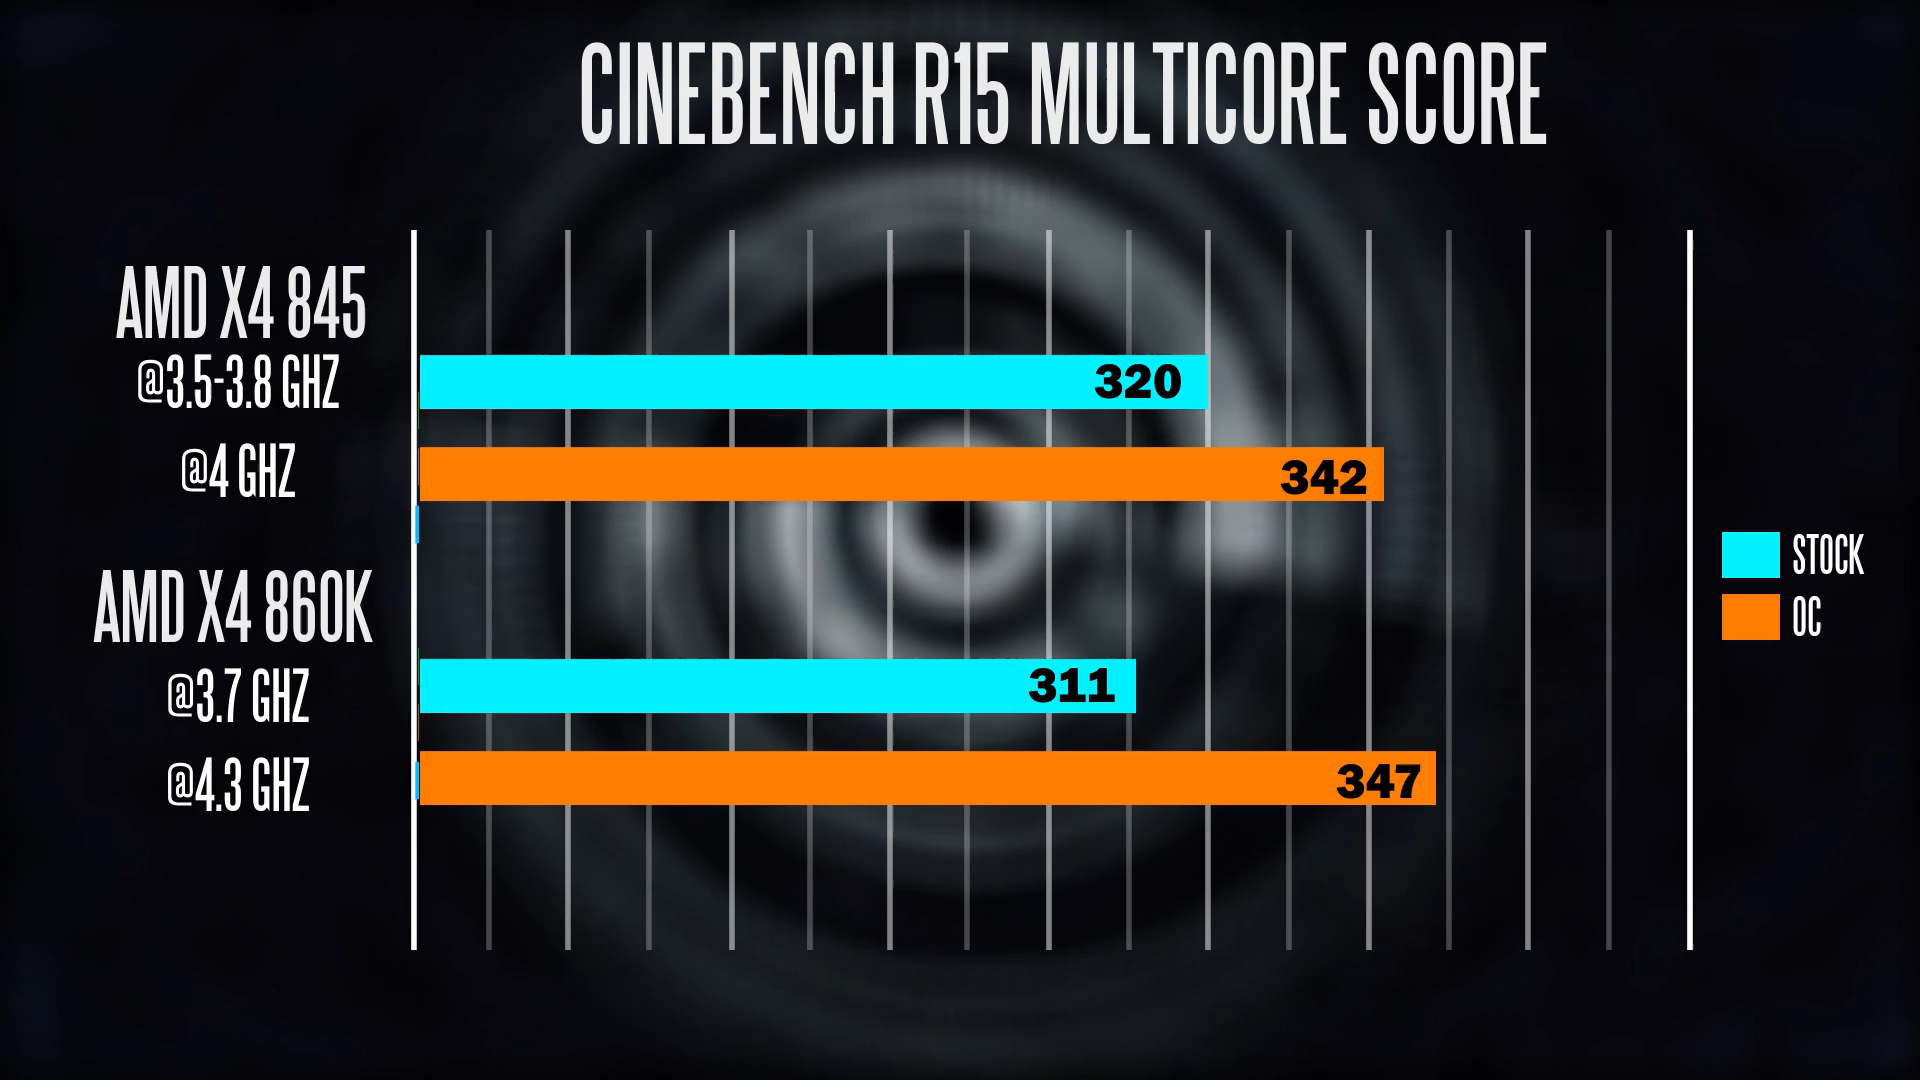 CINEBENCH R15 MULTICORE SCORE
AMD X4 845
@3.5-3.8 GHZ
320
@4 GHZ
342
AMD X4 860K
@3.7 GHZ
311
@4.3 GHZ
347
STOCK
OC